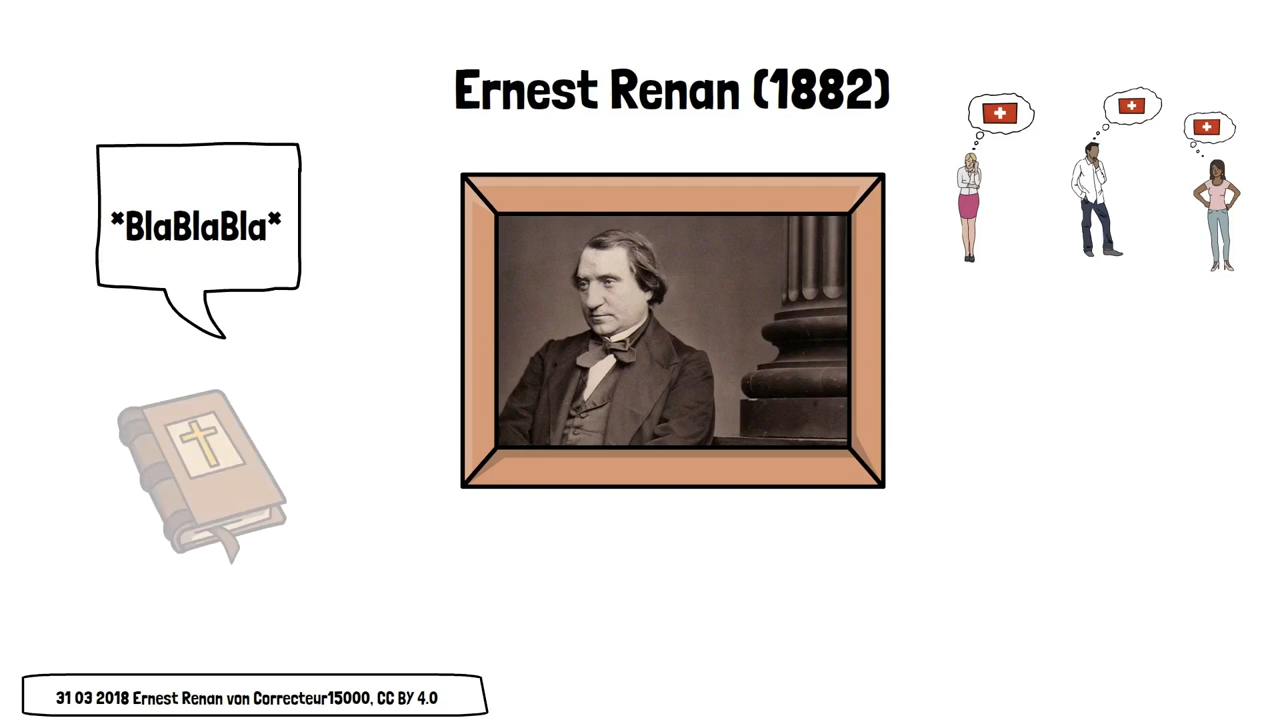 Ernest Renan (1882)
*BlaBlaBla*
31 03 2018 Ernest Renan von Correcteur15000, CC BY 4.0